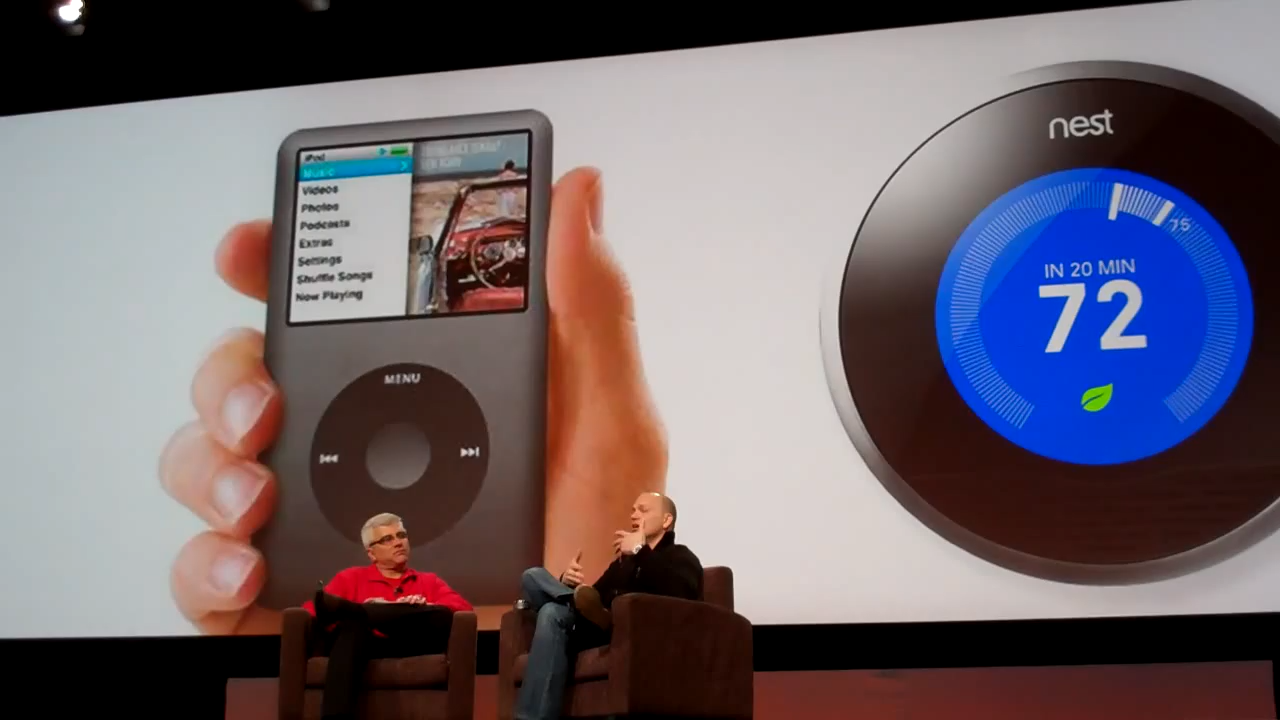 iPod
Music
Videos
Photos
Podcasts
Extras
Settings
Shuffle Songs
Now Playing
MENU
nest
75
IN 20 MIN
72